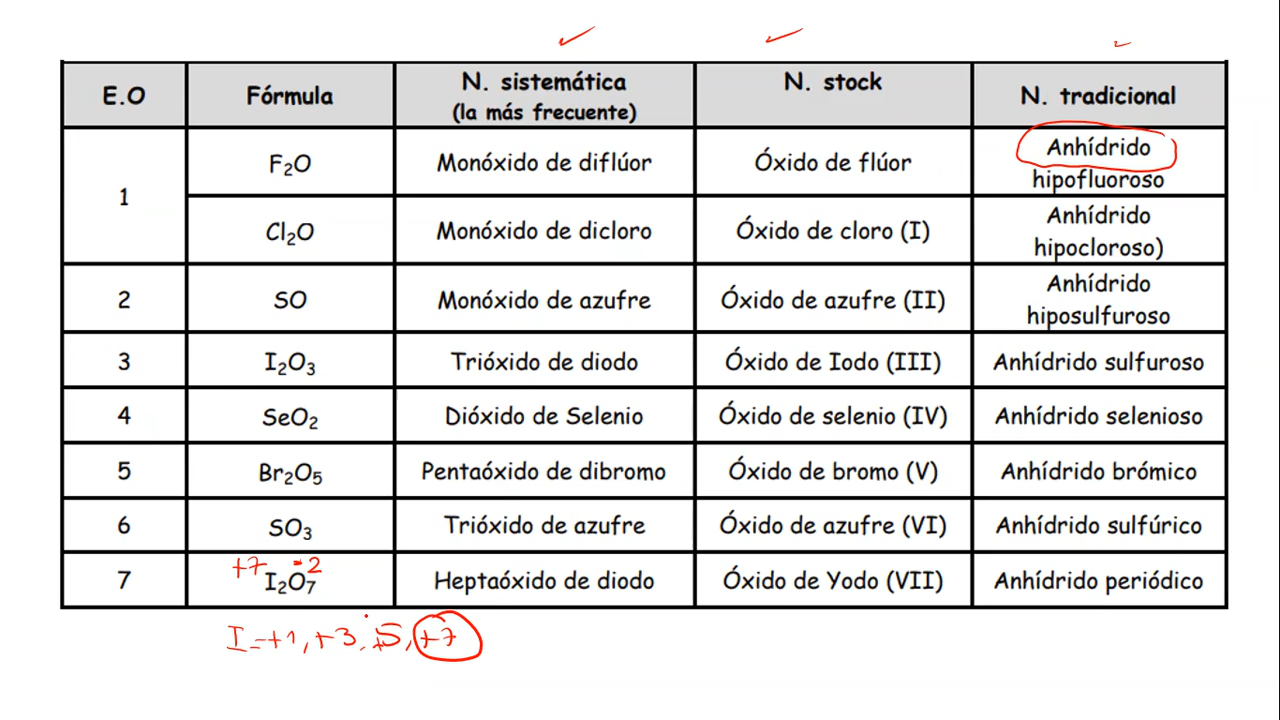 E.O
Fórmula
N. sistemática
(la más frecuente)
N. stock
N. tradicional
1
F₂O
Monóxido de diflúor
Óxido de flúor
Anhídrido
hipofluoroso
Cl₂O
Monóxido de dicloro
Óxido de cloro (I)
Anhídrido
hipocloroso)
2
SO
Monóxido de azufre
Óxido de azufre (II)
Anhídrido
hiposulfuroso
3
I₂O₃
Trióxido de diodo
Óxido de Iodo (III)
Anhídrido sulfuroso
4
SeO₂
Dióxido de Selenio
Óxido de selenio (IV)
Anhídrido selenioso
5
Br₂O₅
Pentaóxido de dibromo
Óxido de bromo (V)
Anhídrido brómico
6
SO₃
Trióxido de azufre
Óxido de azufre (VI)
Anhídrido sulfúrico
+7 -2
7
I₂O₇
Heptaóxido de diodo
Óxido de Yodo (VII)
Anhídrido periódico
I=+1, +3, +5, +7